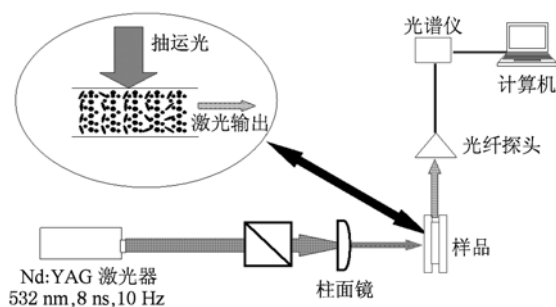 抽运光
激光输出
光谱仪
计算机
光纤探头
样品
柱面镜
Nd:YAG 激光器
532 nm,8 ns,10 Hz